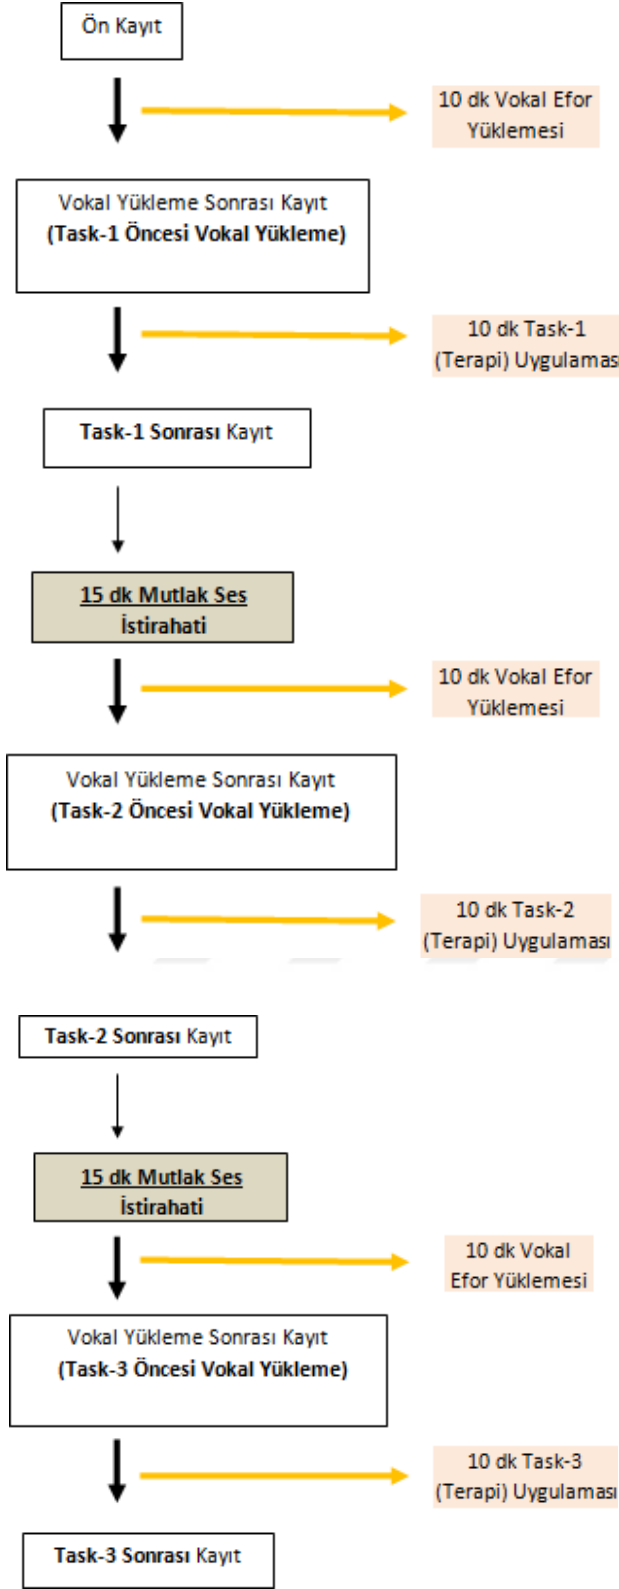 Ön Kayıt
10 dk Vokal Efor
Yüklemesi
Vokal Yükleme Sonrası Kayıt
(Task-1 Öncesi Vokal Yükleme)
10 dk Task-1
(Terapi) Uygulaması
Task-1 Sonrası Kayıt
15 dk Mutlak Ses
İstirahati
10 dk Vokal Efor
Yüklemesi
Vokal Yükleme Sonrası Kayıt
(Task-2 Öncesi Vokal Yükleme)
10 dk Task-2
(Terapi) Uygulaması
Task-2 Sonrası Kayıt
15 dk Mutlak Ses
İstirahati
10 dk Vokal
Efor Yüklemesi
Vokal Yükleme Sonrası Kayıt
(Task-3 Öncesi Vokal Yükleme)
10 dk Task-3
(Terapi) Uygulaması
Task-3 Sonrası Kayıt